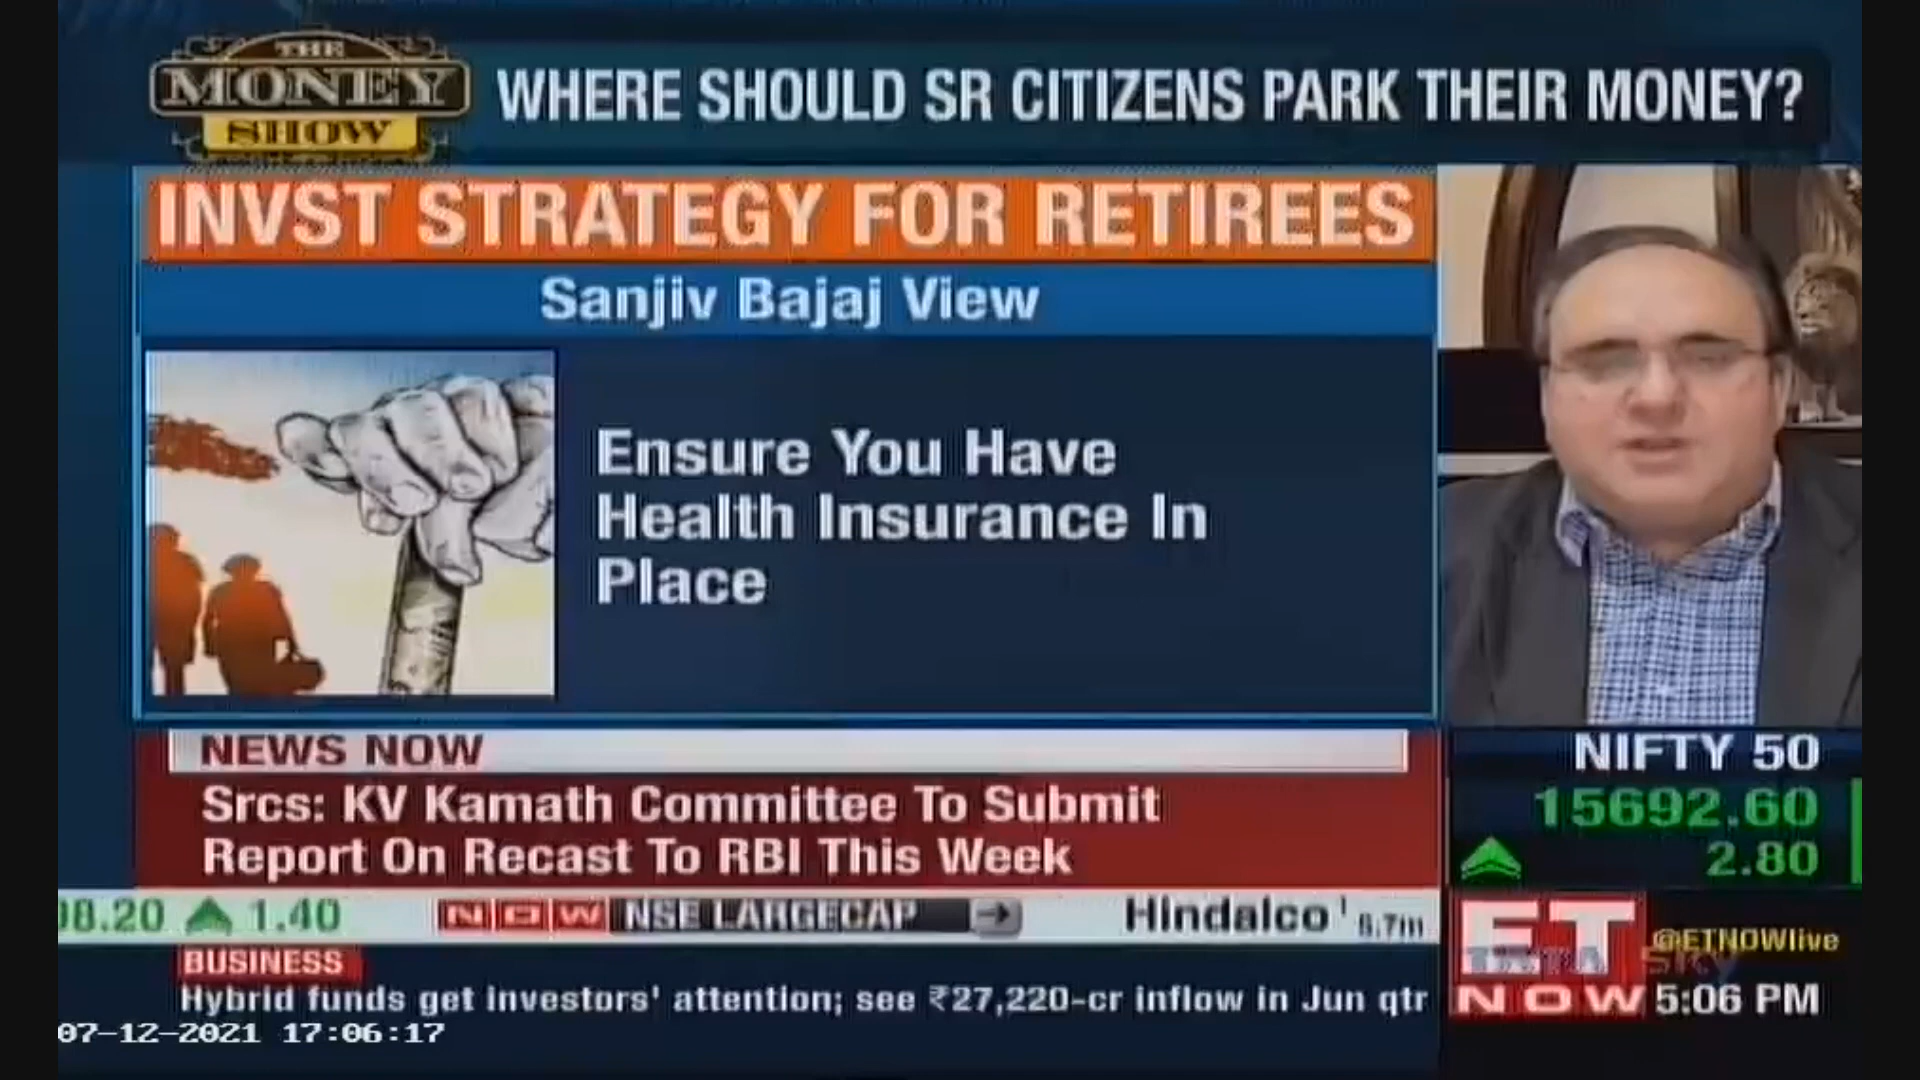 THE
MONEY
SHOW
WHERE SHOULD SR CITIZENS PARK THEIR MONEY?
INVST STRATEGY FOR RETIREES
Sanjiv Bajaj View
Ensure You Have
Health Insurance In
Place
NEWS NOW
Srcs: KV Kamath Committee To Submit
Report On Recast To RBI This Week
NIFTY 50
15692.60
2.80
8.20 1.40 NOW NSE LARGECAP Hindalco
ET
NOW
@ETNOWlive
TATA sky
5:06 PM
BUSINESS
Hybrid funds get investors' attention; see ₹27,220-cr inflow in Jun qtr
07-12-2021 17:06:17